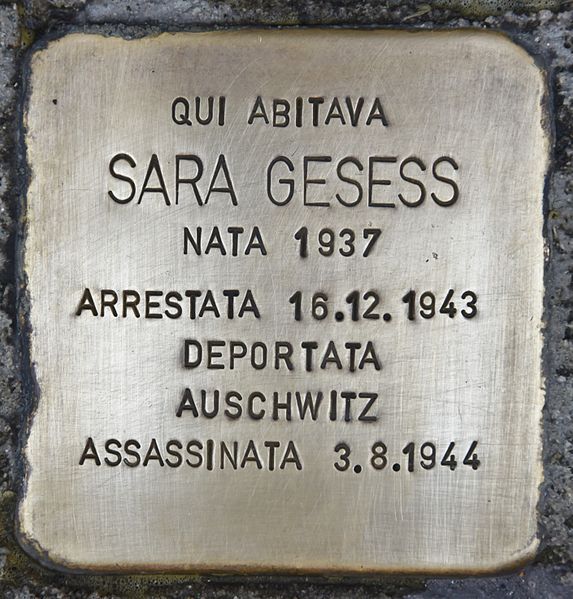 QUI ABITAVA
SARA GESESS
NATA 1937
ARRESTATA 16.12.1943
DEPORTATA
AUSCHWITZ
ASSASSINATA 3.8.1944